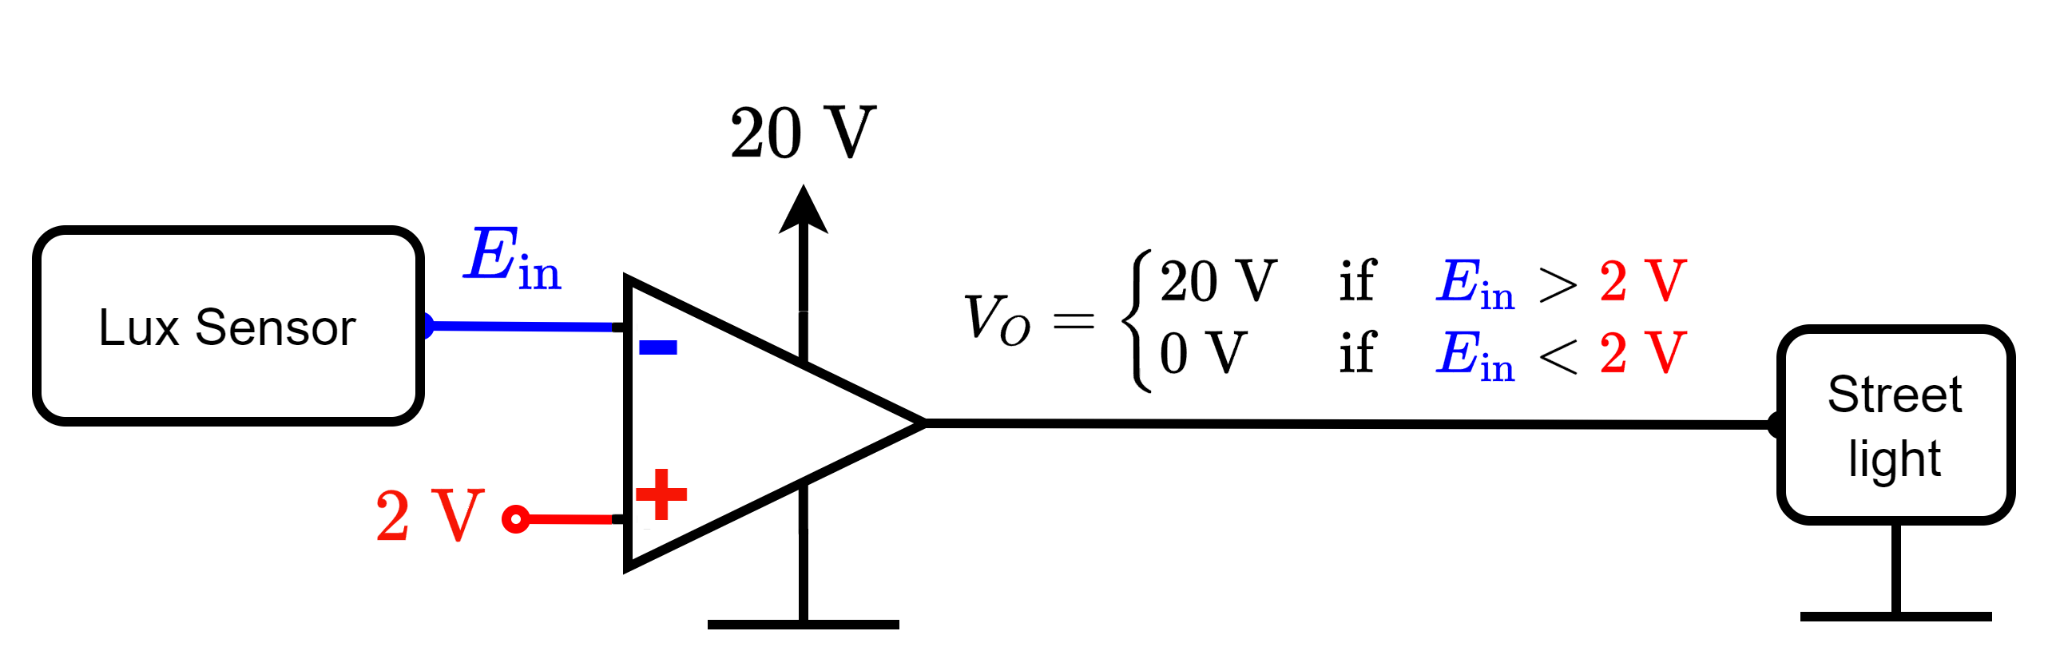 20 V
Lux Sensor
E_in
-
+
2 V
V_O = { 20 V if E_in > 2 V
0 V if E_in < 2 V
Street
light